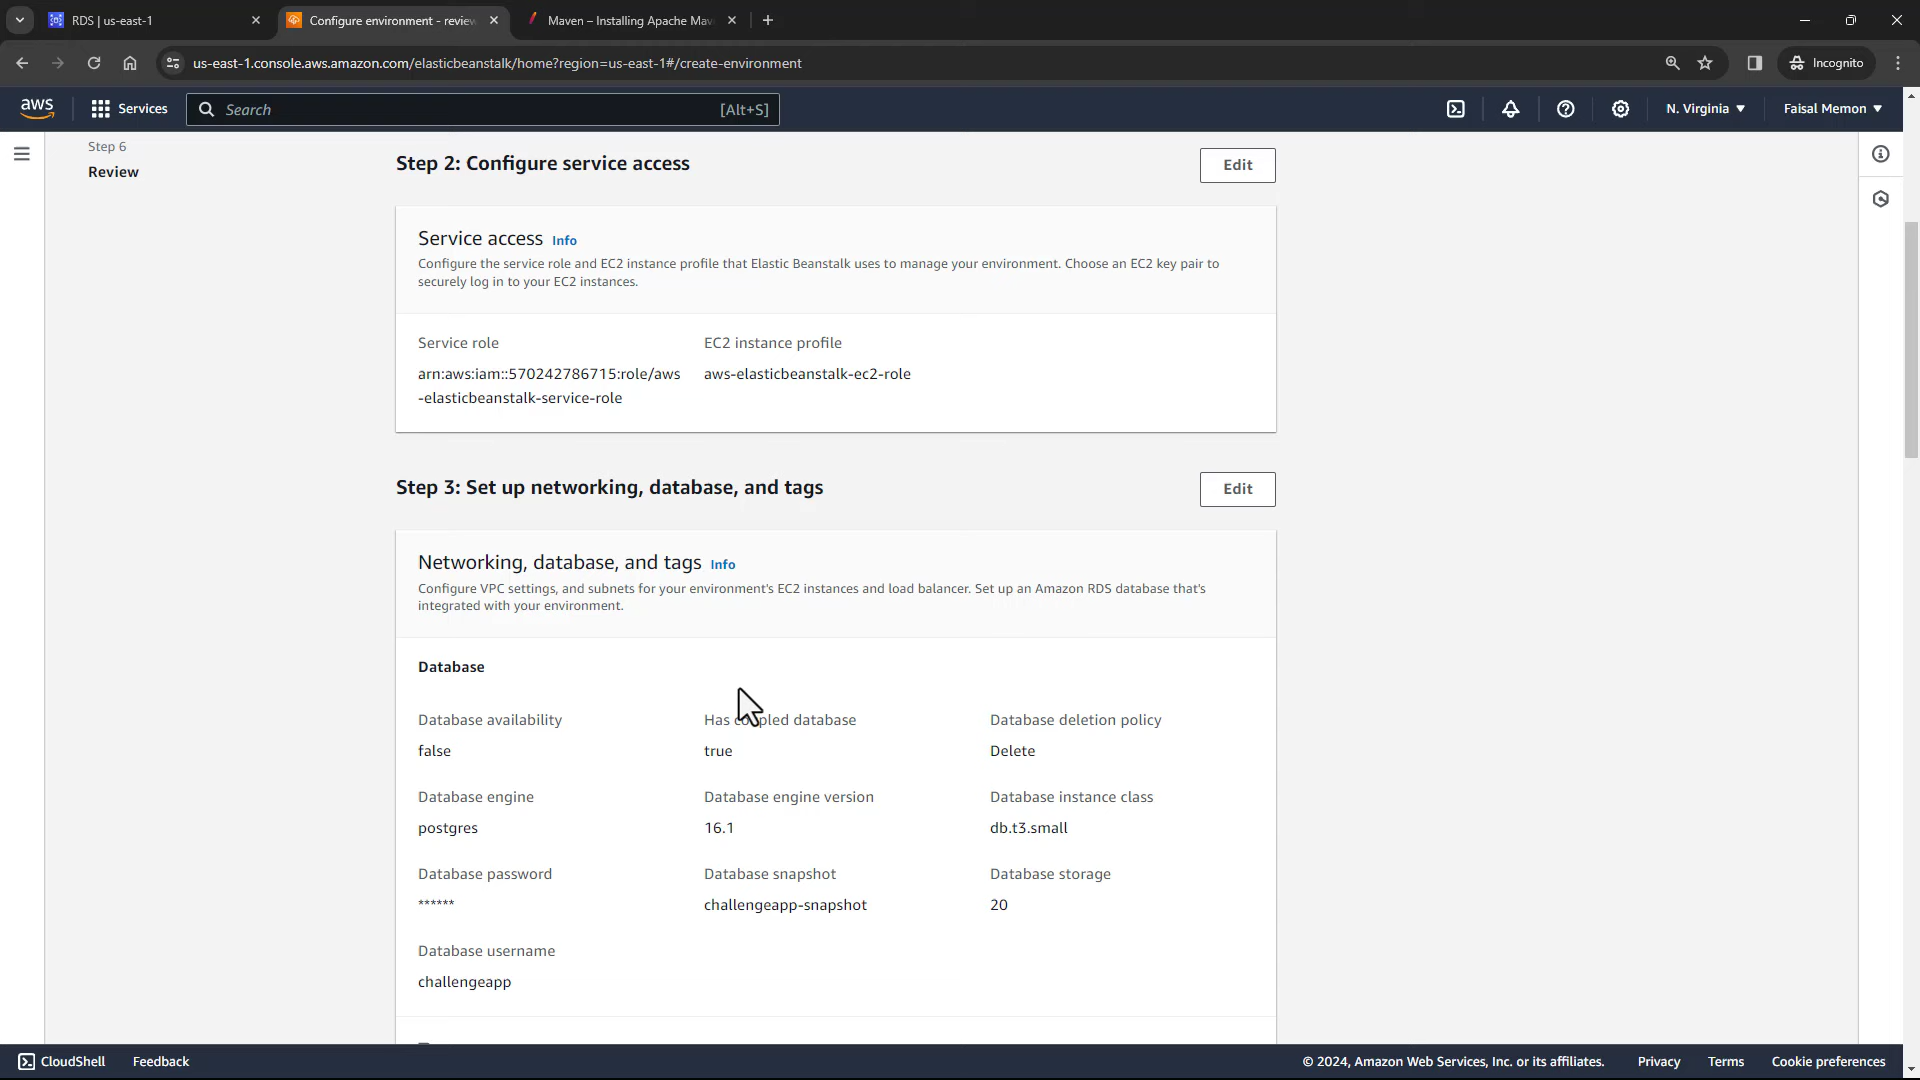 RDS | us-east-1
Configure environment - review
Maven – Installing Apache Mav
us-east-1.console.aws.amazon.com/elasticbeanstalk/home?region=us-east-1#/create-environment
Incognito
aws
Services
Search
[Alt+S]
N. Virginia
Faisal Memon
Step 6
Review
Step 2: Configure service access
Edit
Service access Info
Configure the service role and EC2 instance profile that Elastic Beanstalk uses to manage your environment. Choose an EC2 key pair to
securely log in to your EC2 instances.
Service role
EC2 instance profile
arn:aws:iam::570242786715:role/aws
-elasticbeanstalk-service-role
aws-elasticbeanstalk-ec2-role
Step 3: Set up networking, database, and tags
Edit
Networking, database, and tags Info
Configure VPC settings, and subnets for your environment's EC2 instances and load balancer. Set up an Amazon RDS database that's
integrated with your environment.
Database
Database availability
Has coupled database
Database deletion policy
false
true
Delete
Database engine
Database engine version
Database instance class
postgres
16.1
db.t3.small
Database password
Database snapshot
Database storage
******
challengeapp-snapshot
20
Database username
challengeapp
CloudShell
Feedback
© 2024, Amazon Web Services, Inc. or its affiliates.
Privacy
Terms
Cookie preferences